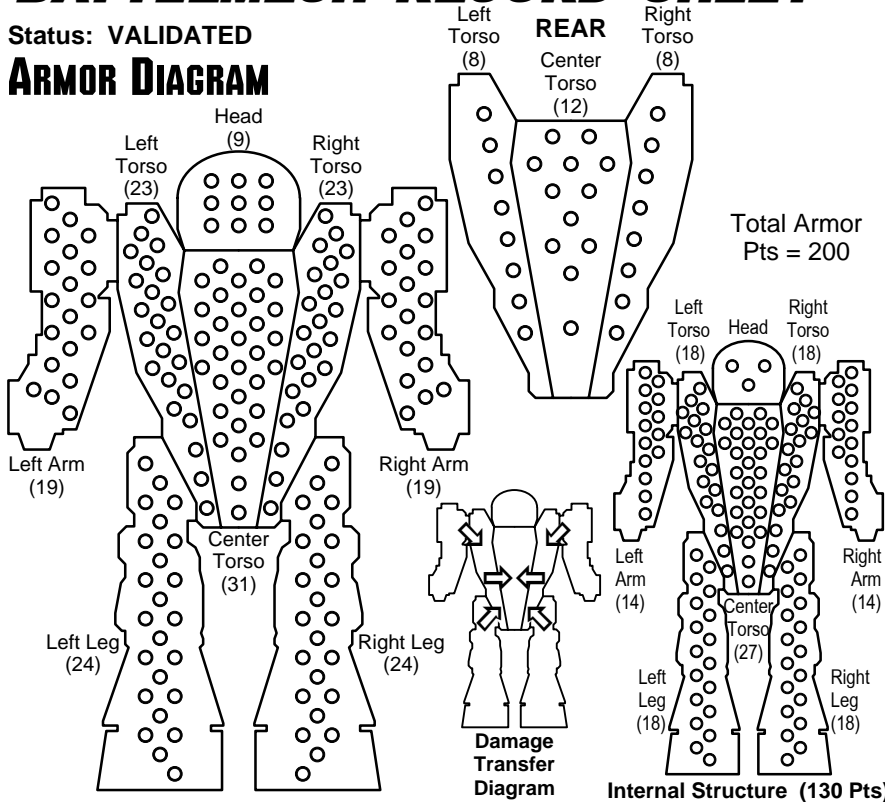 BATTLEMECH RECORD SHEET
Status: VALIDATED
ARMOR DIAGRAM
Head
(9)
Left
Torso
(23)
Right
Torso
(23)
Left Arm
(19)
Right Arm
(19)
Center
Torso
(31)
Left Leg
(24)
Right Leg
(24)
Left
Torso
(8)
REAR
Center
Torso
(12)
Right
Torso
(8)
Total Armor
Pts = 200
Damage
Transfer
Diagram
Left
Torso
(18)
Head
Right
Torso
(18)
Left
Arm
(14)
Right
Arm
(14)
Center
Torso
(27)
Left
Leg
(18)
Right
Leg
(18)
Internal Structure (130 Pts)